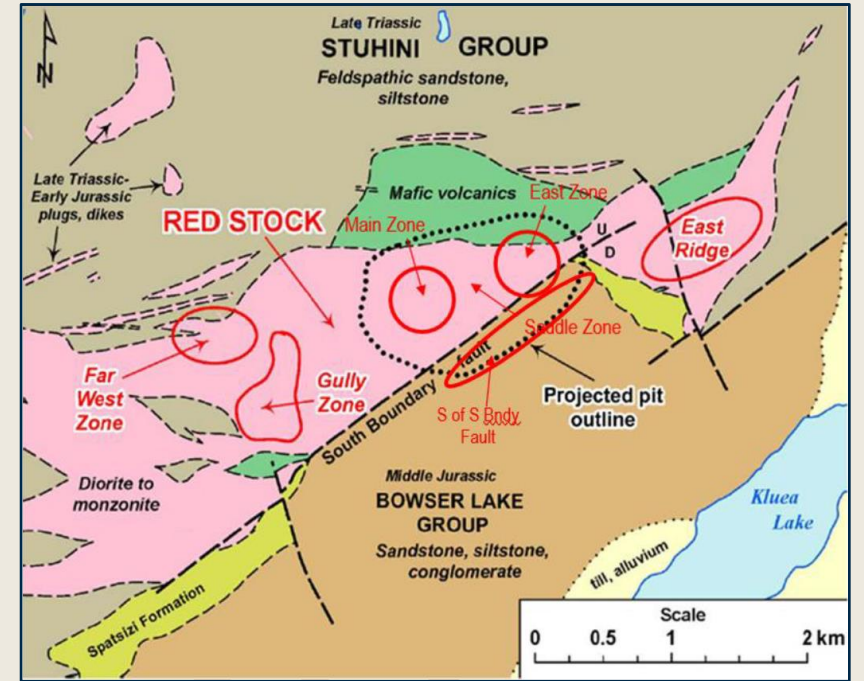 N
Late Triassic
STUHINI GROUP
Feldspathic sandstone,
siltstone
Late Triassic-
Early Jurassic
plugs, dikes
Mafic volcanics
East Zone
RED STOCK
Main Zone
U
D
East
Ridge
Saddle Zone
Far
West
Zone
Gully
Zone
South Boundary fault
Projected pit
outline
S of S Bndy
Fault
Diorite to
monzonite
Middle Jurassic
BOWSER LAKE
GROUP
Sandstone, siltstone,
conglomerate
Kluea
Lake
till, alluvium
Spatsizi Formation
Scale
0 0.5 1 2 km